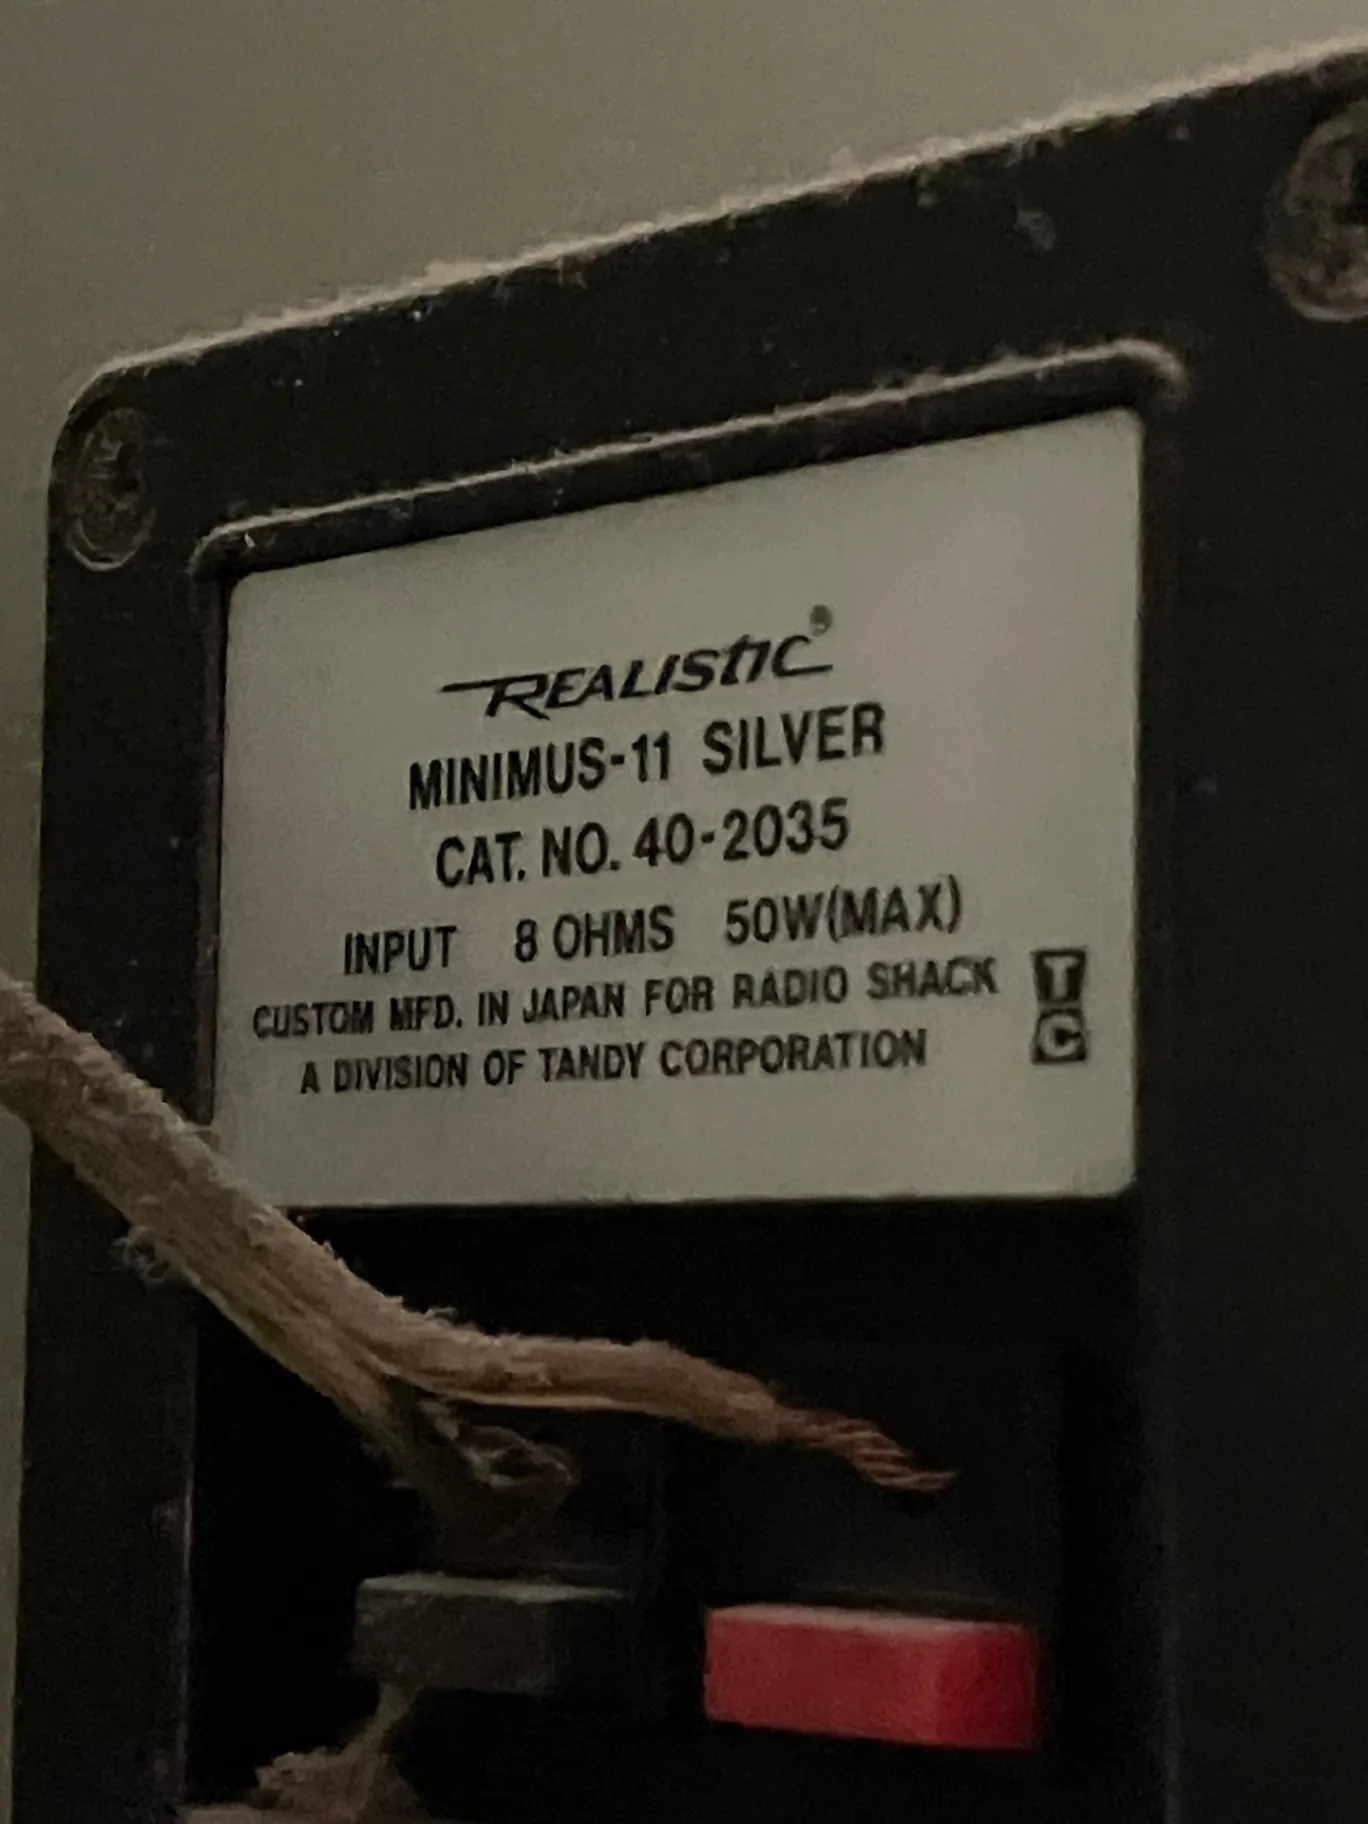 REALISTIC®
MINIMUS-11 SILVER
CAT. NO. 40-2035
INPUT 8 OHMS 50W(MAX)
CUSTOM MFD. IN JAPAN FOR RADIO SHACK
A DIVISION OF TANDY CORPORATION
TC